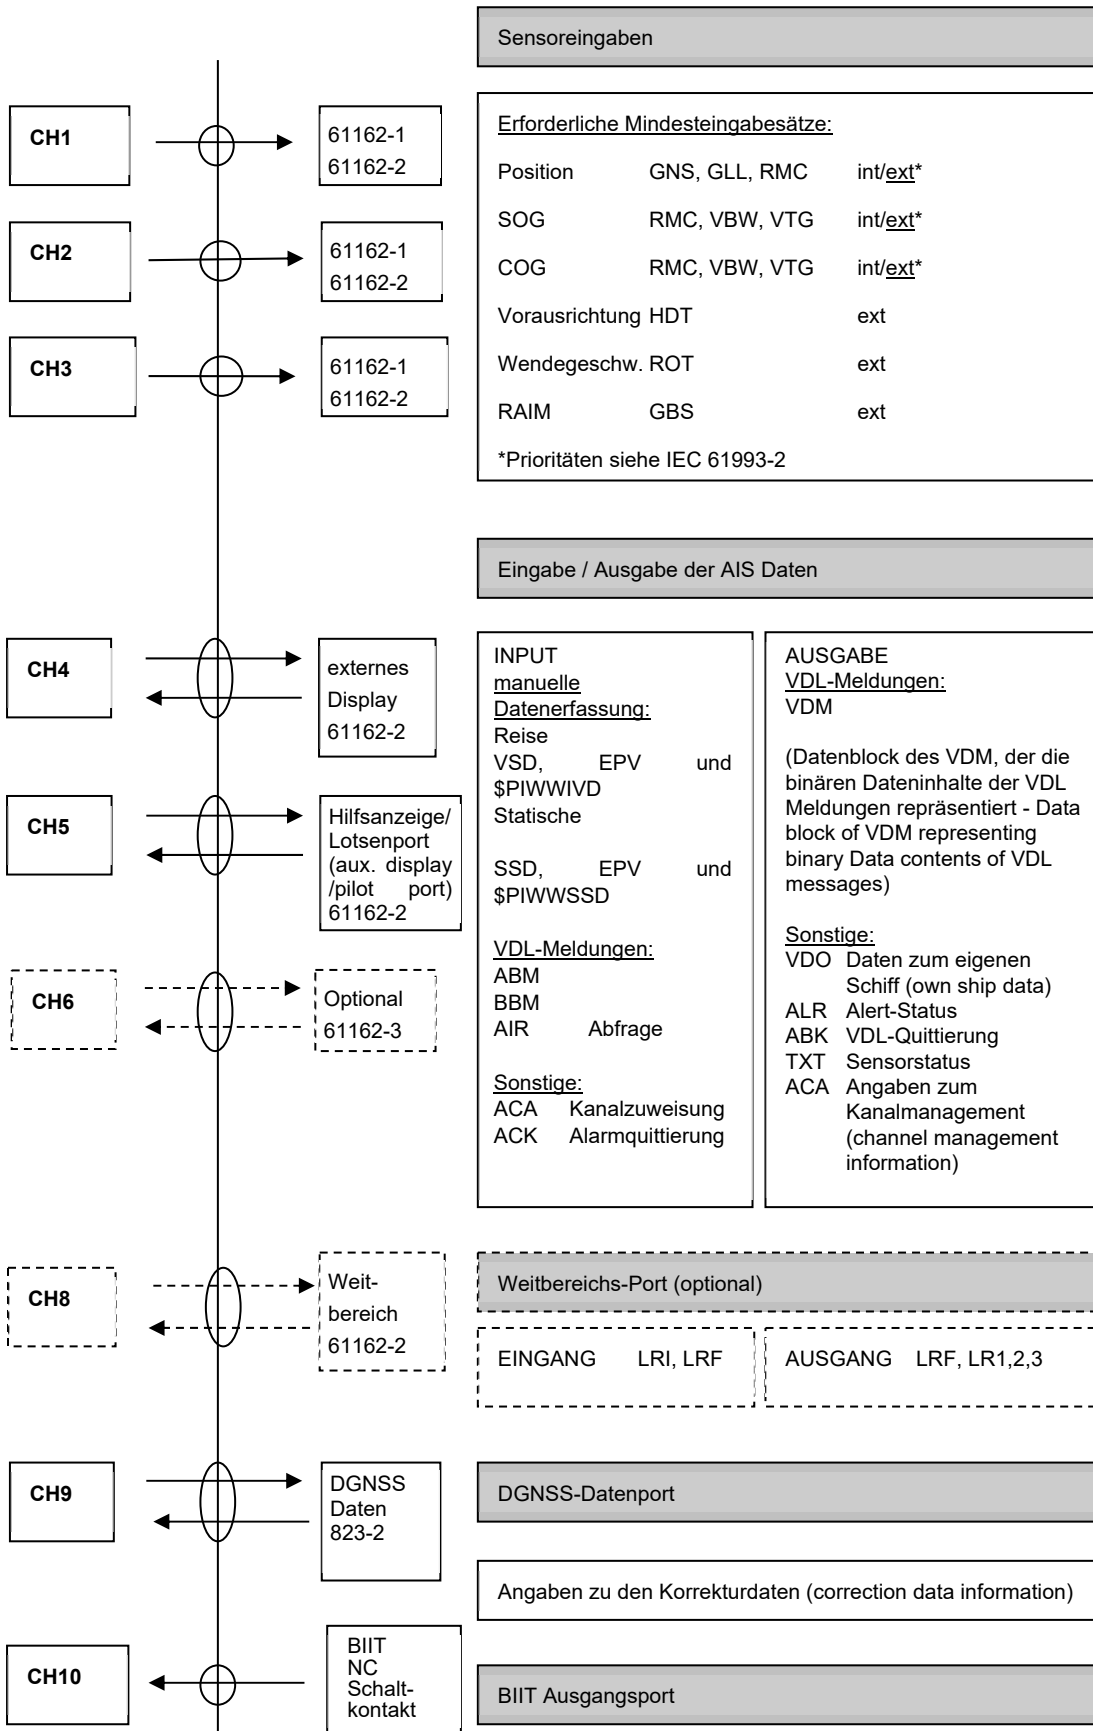 Sensoreingaben
CH1
61162-1
61162-2
CH2
61162-1
61162-2
CH3
61162-1
61162-2
Erforderliche Mindesteingabesätze:
Position GNS, GLL, RMC int/ext*
SOG RMC, VBW, VTG int/ext*
COG RMC, VBW, VTG int/ext*
Vorausrichtung HDT ext
Wendegeschw. ROT ext
RAIM GBS ext
*Prioritäten siehe IEC 61993-2
Eingabe / Ausgabe der AIS Daten
CH4
externes
Display
61162-2
CH5
Hilfsanzeige/
Lotsenport
(aux. display
/pilot port)
61162-2
CH6
Optional
61162-3
INPUT
manuelle
Datenerfassung:
Reise
VSD, EPV und
$PIWWIVD
Statische
SSD, EPV und
$PIWWSSD
VDL-Meldungen:
ABM
BBM
AIR Abfrage
Sonstige:
ACA Kanalzuweisung
ACK Alarmquittierung
AUSGABE
VDL-Meldungen:
VDM
(Datenblock des VDM, der die
binären Dateninhalte der VDL
Meldungen repräsentiert - Data
block of VDM representing
binary Data contents of VDL
messages)
Sonstige:
VDO Daten zum eigenen
Schiff (own ship data)
ALR Alert-Status
ABK VDL-Quittierung
TXT Sensorstatus
ACA Angaben zum
Kanalmanagement
(channel management
information)
CH8
Weit-
bereich
61162-2
Weitbereichs-Port (optional)
EINGANG LRI, LRF
AUSGANG LRF, LR1,2,3
CH9
DGNSS
Daten
823-2
DGNSS-Datenport
Angaben zu den Korrekturdaten (correction data information)
CH10
BIIT
NC
Schalt-
kontakt
BIIT Ausgangsport